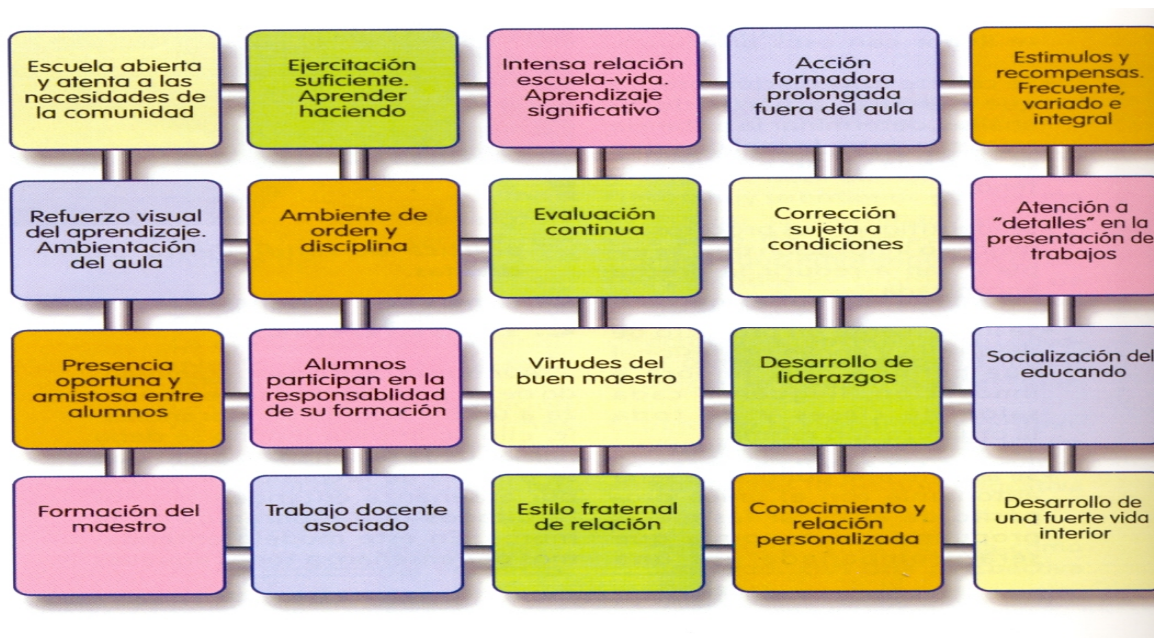 Escuela abierta
y atenta a las
necesidades de
la comunidad
Ejercitación
suficiente.
Aprender
haciendo
Intensa relación
escuela-vida.
Aprendizaje
significativo
Acción
formadora
prolongada
fuera del aula
Estimulos y
recompensas.
Frecuente,
variado e
integral
Refuerzo visual
del aprendizaje.
Ambientación
del aula
Ambiente de
orden y
disciplina
Evaluación
continua
Corrección
sujeta a
condiciones
Atención a
"detalles" en la
presentación de
trabajos
Presencia
oportuna y
amistosa entre
alumnos
Alumnos
participan en la
responsablidad
de su formación
Virtudes del
buen maestro
Desarrollo de
liderazgos
Socialización del
educando
Formación del
maestro
Trabajo docente
asociado
Estilo fraternal
de relación
Conocimiento y
relación
personalizada
Desarrollo de
una fuerte vida
interior